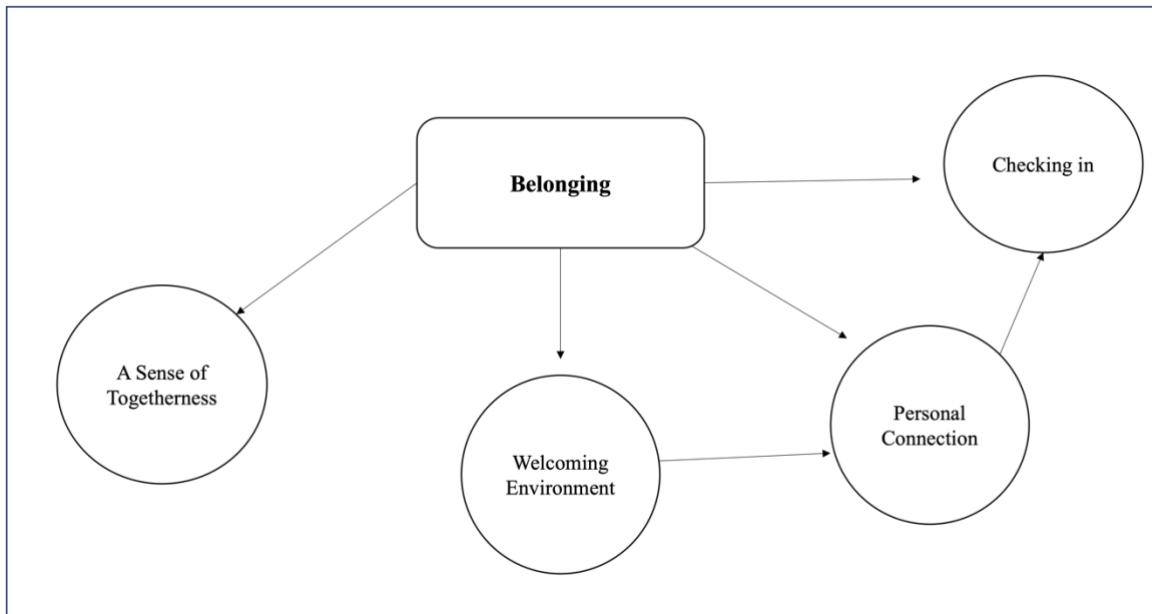 Belonging
Checking in
A Sense of
Togetherness
Welcoming
Environment
Personal
Connection